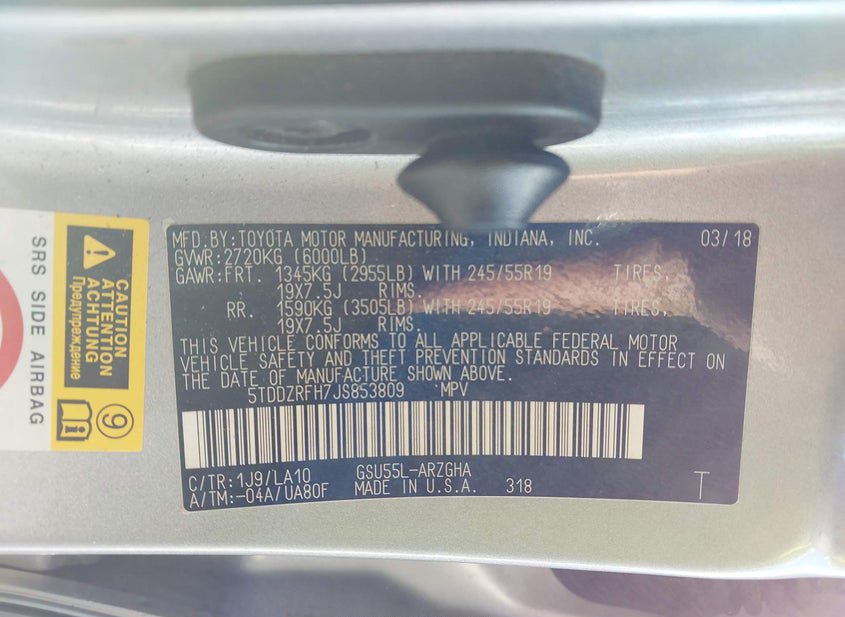 MFD.BY:TOYOTA MOTOR MANUFACTURING, INDIANA, INC. 03/18
GVWR:2720KG (6000LB)
GAWR:FRT. 1345KG (2955LB) WITH 245/55R19 TIRES,
19X7.5J RIMS.
RR. 1590KG (3505LB) WITH 245/55R19 TIRES,
19X7.5J RIMS.
THIS VEHICLE CONFORMS TO ALL APPLICABLE FEDERAL MOTOR
VEHICLE SAFETY AND THEFT PREVENTION STANDARDS IN EFFECT ON
THE DATE OF MANUFACTURE SHOWN ABOVE.
5TDDZRFH7JS853809 MPV
C/TR:1J9/LA10 GSU55L-ARZGHA
A/TM:-04A/UA80F MADE IN U.S.A. 318 T
CAUTION
ATTENTION
ACHTUNG
Предупреждение
9
SRS SIDE AIRBAG